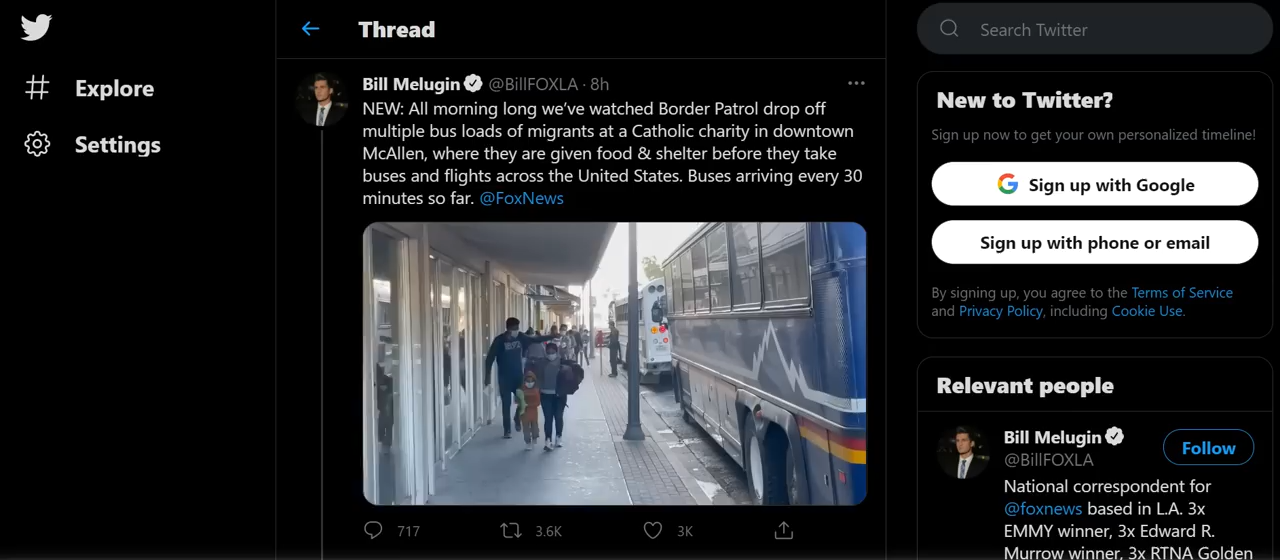 Explore
Settings
Thread
Bill Melugin @BillFOXLA · 8h
NEW: All morning long we’ve watched Border Patrol drop off
multiple bus loads of migrants at a Catholic charity in downtown
McAllen, where they are given food & shelter before they take
buses and flights across the United States. Buses arriving every 30
minutes so far. @FoxNews
717
3.6K
3K
Search Twitter
New to Twitter?
Sign up now to get your own personalized timeline!
Sign up with Google
Sign up with phone or email
By signing up, you agree to the Terms of Service
and Privacy Policy, including Cookie Use.
Relevant people
Bill Melugin
@BillFOXLA
Follow
National correspondent for
@foxnews based in L.A. 3x
EMMY winner, 3x Edward R.
Murrow winner, 3x RTNA Golden